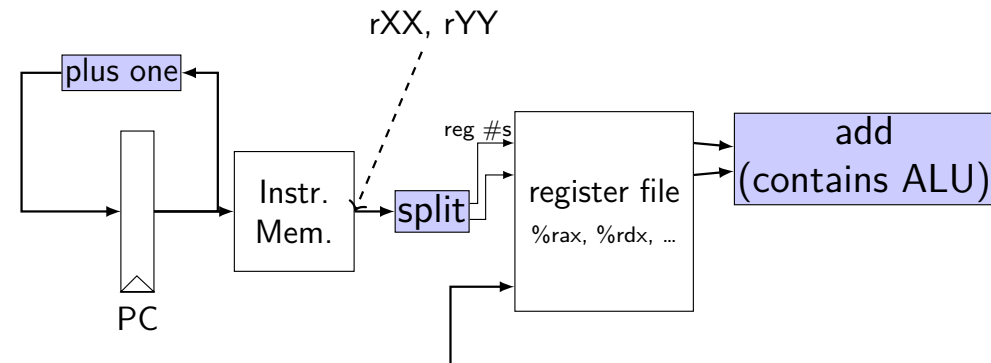 rXX, rYY
plus one
reg #s
add
(contains ALU)
Instr.
Mem.
split
register file
%rax, %rdx, ...
PC